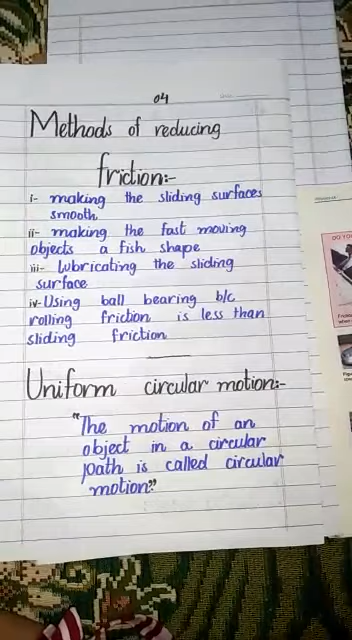 04
Methods of reducing
friction:-
i- making the sliding surfaces
smooth.
ii- making the fast moving
objects a fish shape
iii- lubricating the sliding
surface
iv- Using ball bearing b/c
rolling friction is less than
sliding friction
Uniform circular motion:-
"The motion of an
object in a circular
path is called circular
motion."